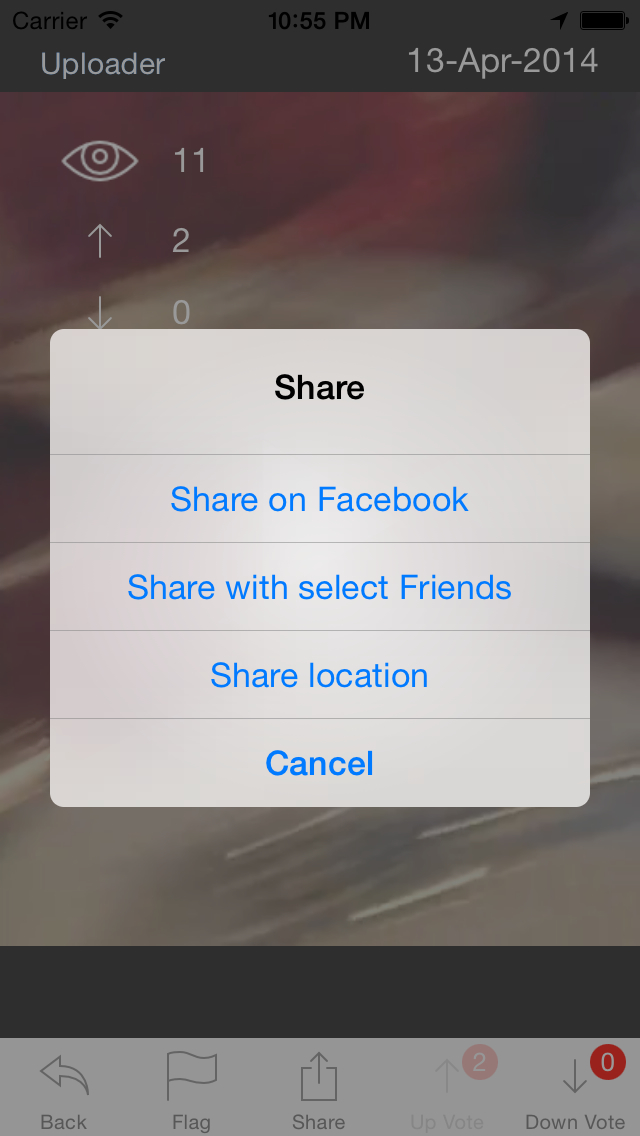 Carrier 10:55 PM
Uploader 13-Apr-2014
11
2
0
Share
Share on Facebook
Share with select Friends
Share location
Cancel
2 0
Back Flag Share Up Vote Down Vote